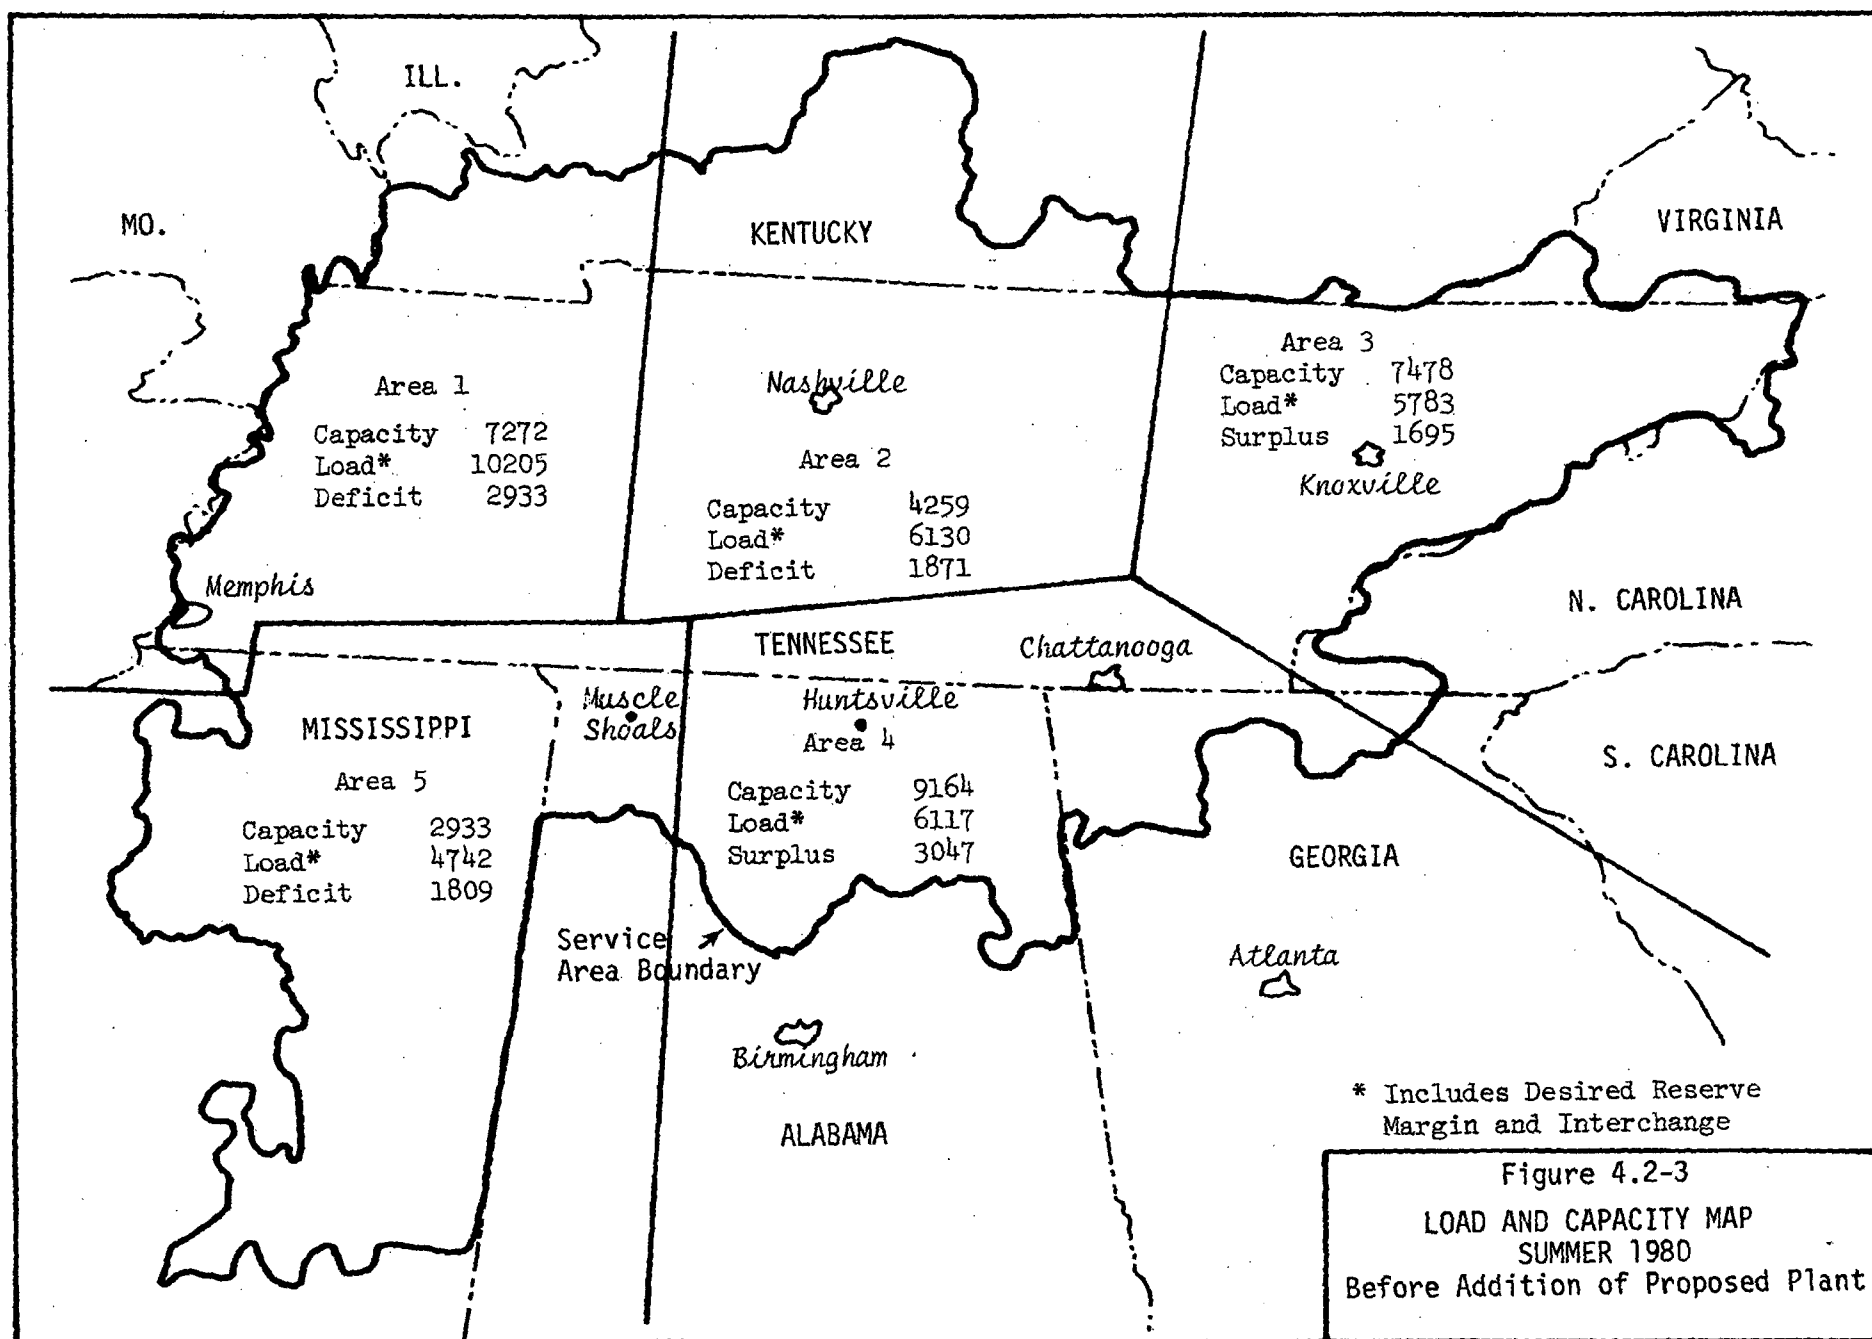 ILL.
MO.
KENTUCKY
VIRGINIA
Area 1
Capacity 7272
Load* 10205
Deficit 2933
Nashville
Area 2
Capacity 4259
Load* 6130
Deficit 1871
Area 3
Capacity 7478
Load* 5783
Surplus 1695
Knoxville
Memphis
TENNESSEE
Chattanooga
N. CAROLINA
MISSISSIPPI
Muscle
Shoals
Huntsville
Area 4
Capacity 9164
Load* 6117
Surplus 3047
S. CAROLINA
Area 5
Capacity 2933
Load* 4742
Deficit 1809
GEORGIA
Service
Area Boundary
Atlanta
Birmingham
ALABAMA
* Includes Desired Reserve
Margin and Interchange
Figure 4.2-3
LOAD AND CAPACITY MAP
SUMMER 1980
Before Addition of Proposed Plant